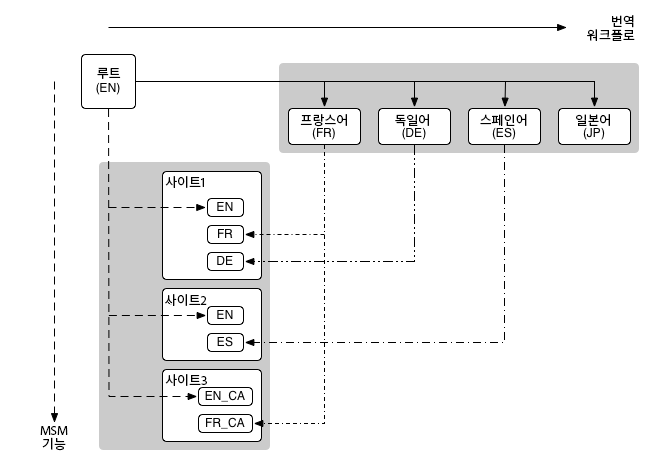 번역
워크플로
루트
(EN)
프랑스어
(FR)
독일어
(DE)
스페인어
(ES)
일본어
(JP)
사이트1
EN
FR
DE
사이트2
EN
ES
사이트3
EN_CA
FR_CA
MSM
기능